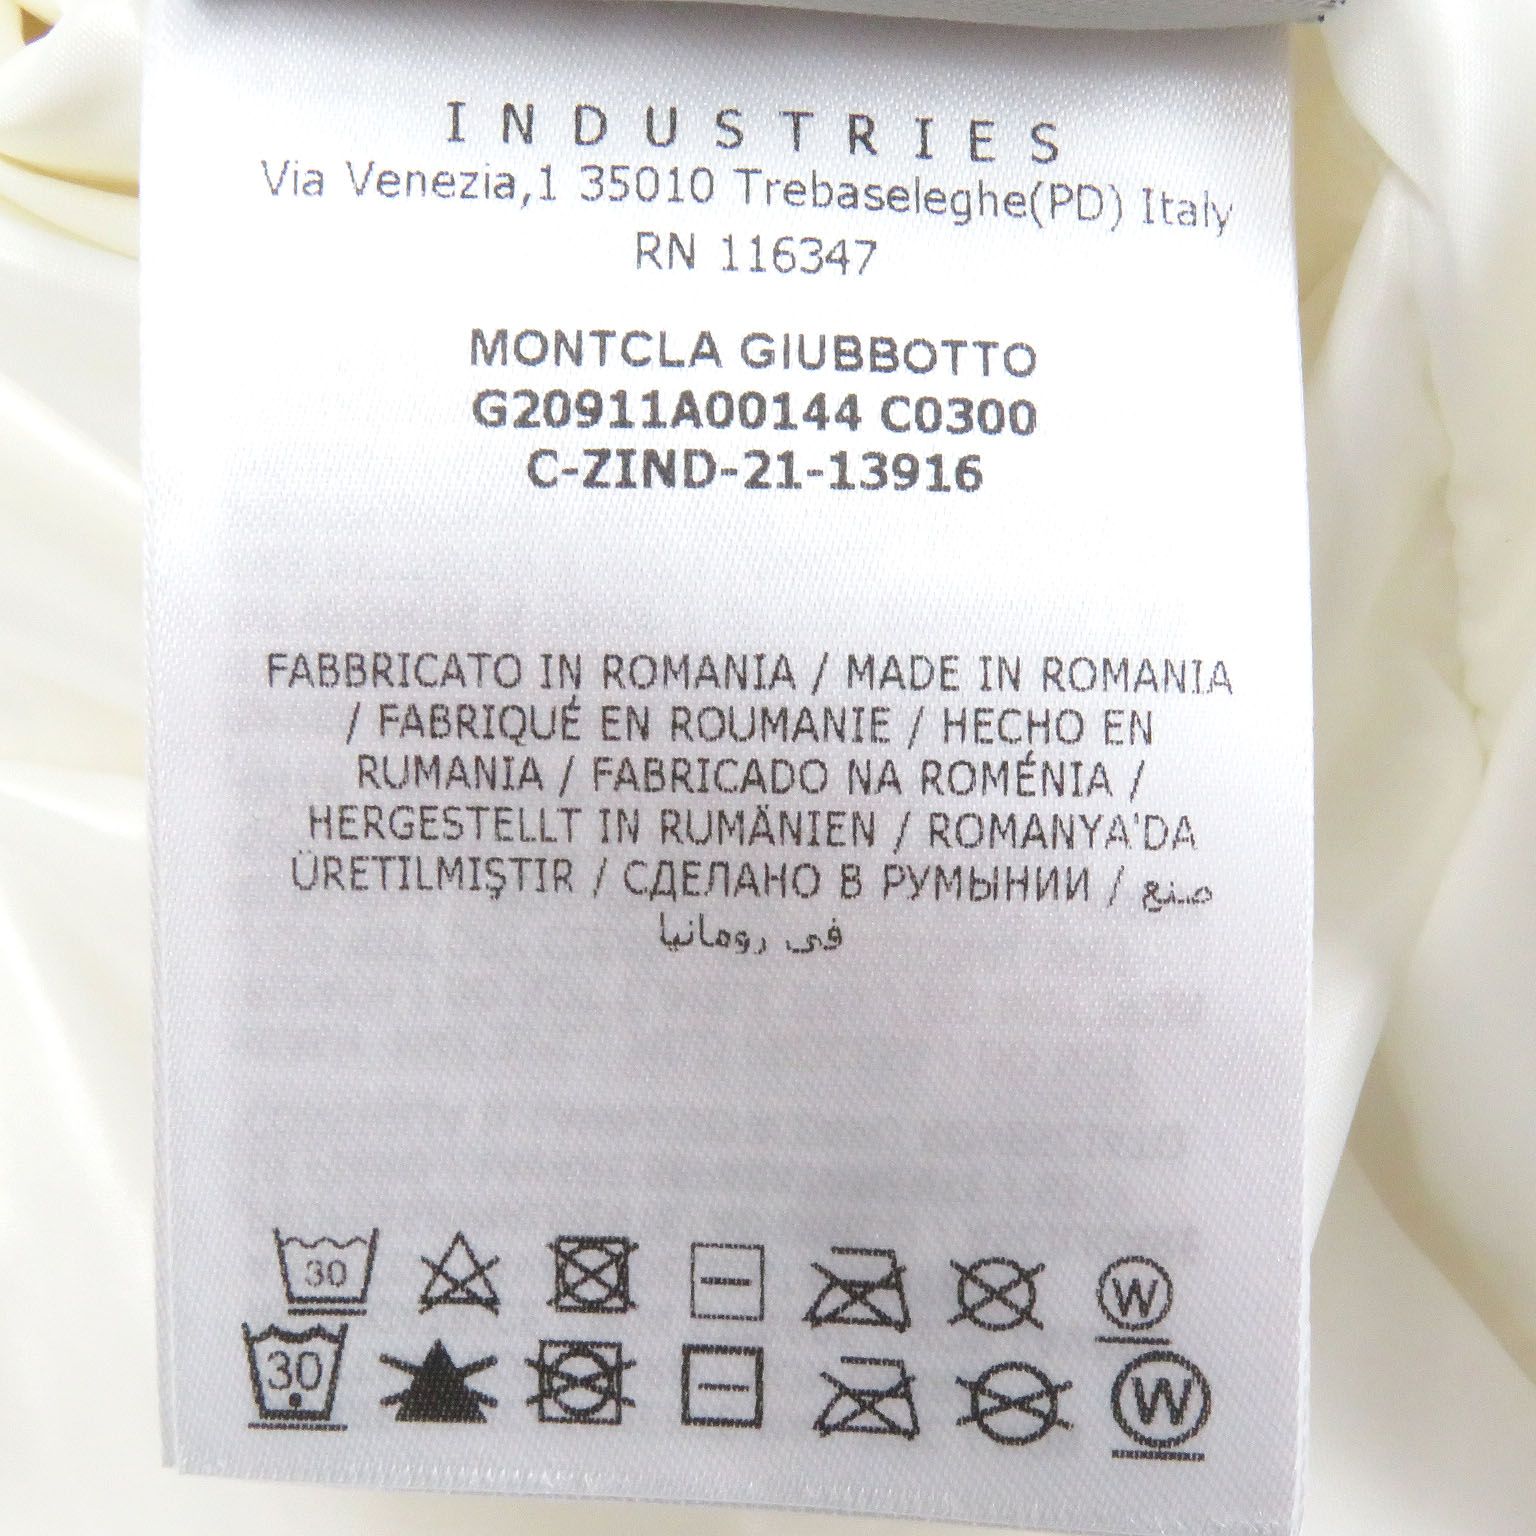 INDUSTRIES
Via Venezia,1 35010 Trebaseleghe(PD) Italy
RN 116347
MONTCLA GIUBBOTTO
G20911A00144 C0300
C-ZIND-21-13916
FABBRICATO IN ROMANIA / MADE IN ROMANIA
/ FABRIQUÉ EN ROUMANIE / HECHO EN
RUMANIA / FABRICADO NA ROMÉNIA /
HERGESTELLT IN RUMÄNIEN / ROMANYA'DA
ÜRETILMIŞTIR / СДЕЛАНО В РУМЫНИИ / صنع
في رومانيا
30 W
30 W